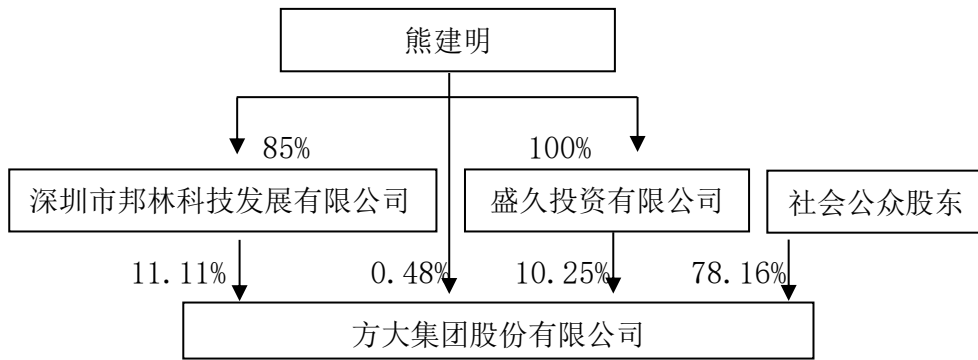 熊建明
85%
100%
深圳市邦林科技发展有限公司
盛久投资有限公司
社会公众股东
11.11%
0.48%
10.25%
78.16%
方大集团股份有限公司